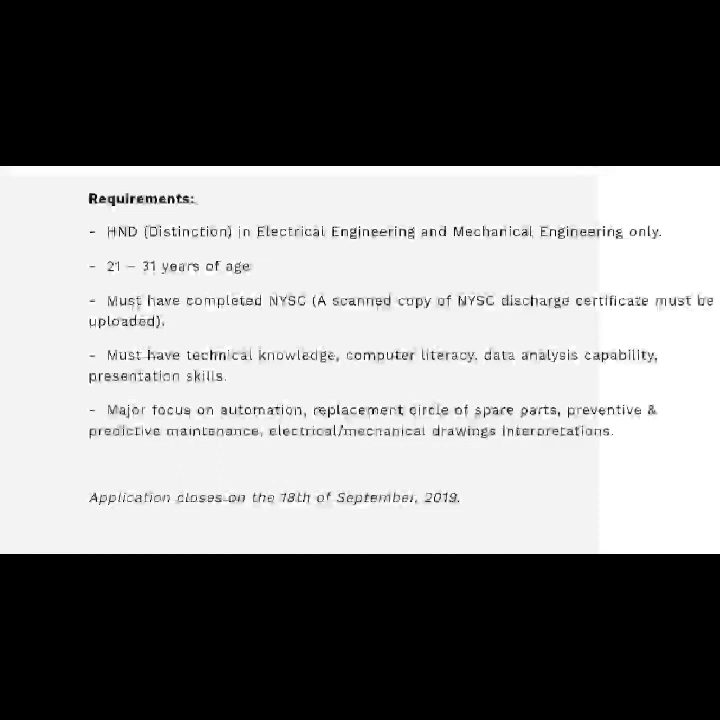 Requirements:
- HND (Distinction) in Electrical Engineering and Mechanical Engineering only.
- 21 – 31 years of age
- Must have completed NYSC (A scanned copy of NYSC discharge certificate must be
uploaded).
- Must have technical knowledge, computer literacy, data analysis capability,
presentation skills.
- Major focus on automation, replacement circle of spare parts, preventive &
predictive maintenance, electrical/mechanical drawings interpretations.
Application closes on the 18th of September, 2019.